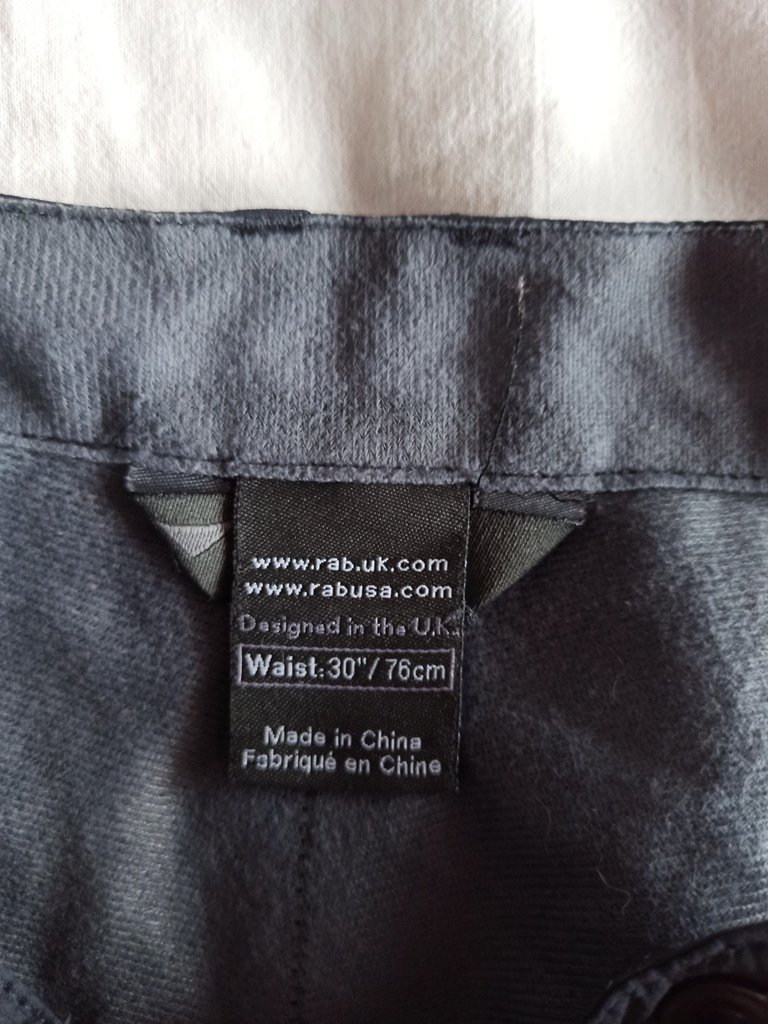 www.rab.uk.com
www.rabusa.com
Designed in the U.K.
Waist:30"/76cm
Made in China
Fabriqué en Chine